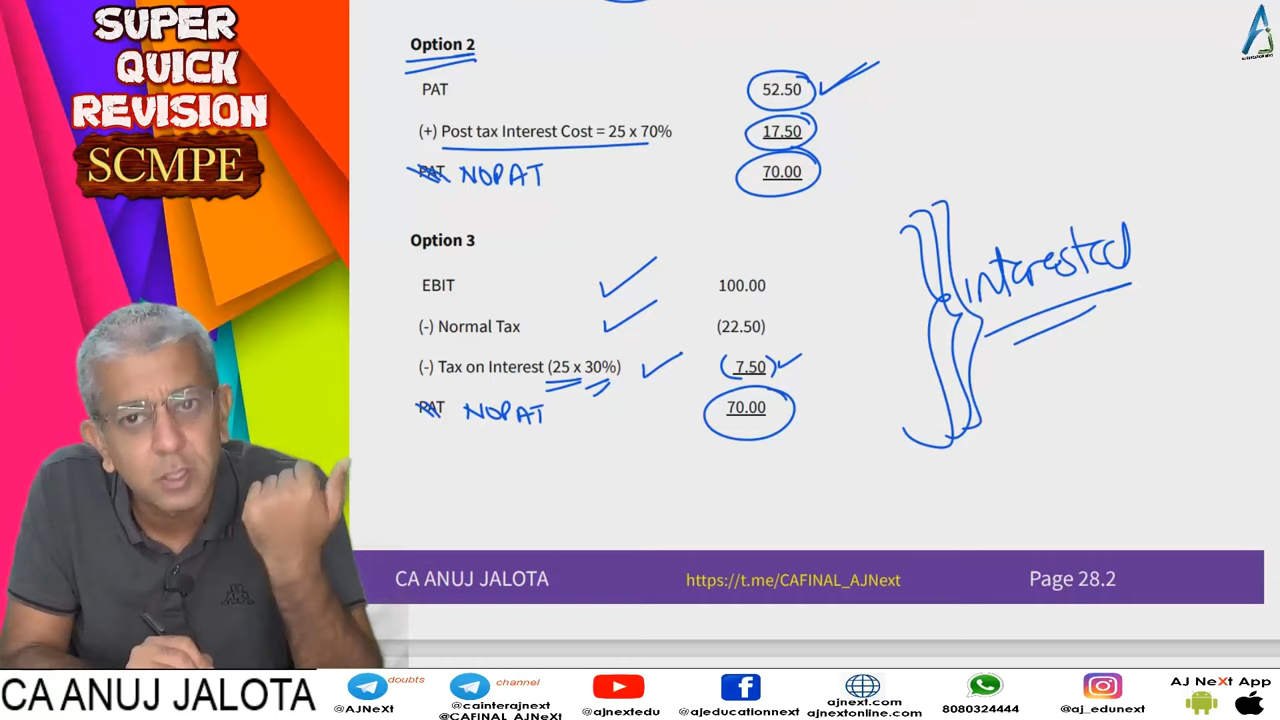 SUPER
QUICK
REVISION
SCMPE
Option 2
PAT 52.50
(+) Post tax Interest Cost = 25 x 70% 17.50
PAT NOPAT 70.00
Option 3
EBIT 100.00
(-) Normal Tax (22.50)
(-) Tax on Interest (25 x 30%) (7.50)
PAT NOPAT 70.00
interested
CA ANUJ JALOTA https://t.me/CAFINAL_AJNext Page 28.2
CA ANUJ JALOTA
doubts
@AJNeXt
channel
@cainterajnext
@CAFINAL_AJNeXt
@ajnextedu
@ajeducationnext
ajnext.com
ajnextonline.com
8080324444
@aj_edunext
AJ NeXt App